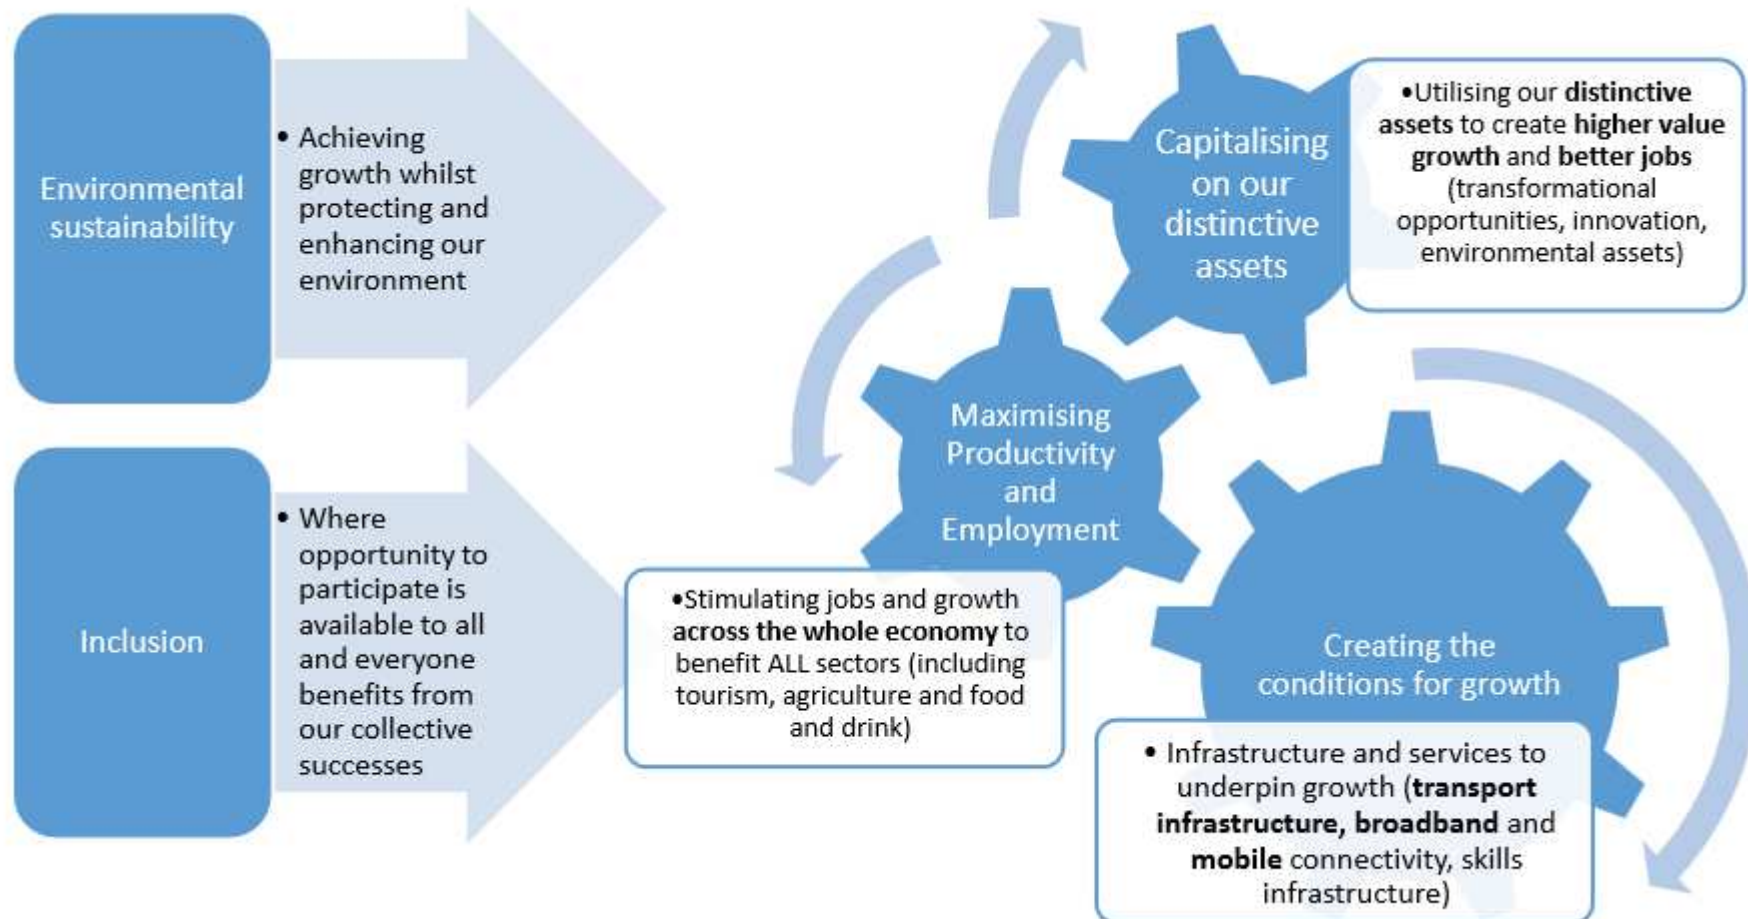 Environmental
sustainability
• Achieving
growth whilst
protecting and
enhancing our
environment
Inclusion
• Where
opportunity to
participate is
available to all
and everyone
benefits from
our collective
successes
Capitalising
on our
distinctive
assets
•Utilising our distinctive
assets to create higher value
growth and better jobs
(transformational
opportunities, innovation,
environmental assets)
Maximising
Productivity
and
Employment
•Stimulating jobs and growth
across the whole economy to
benefit ALL sectors (including
tourism, agriculture and food
and drink)
Creating the
conditions for growth
• Infrastructure and services to
underpin growth (transport
infrastructure, broadband and
mobile connectivity, skills
infrastructure)